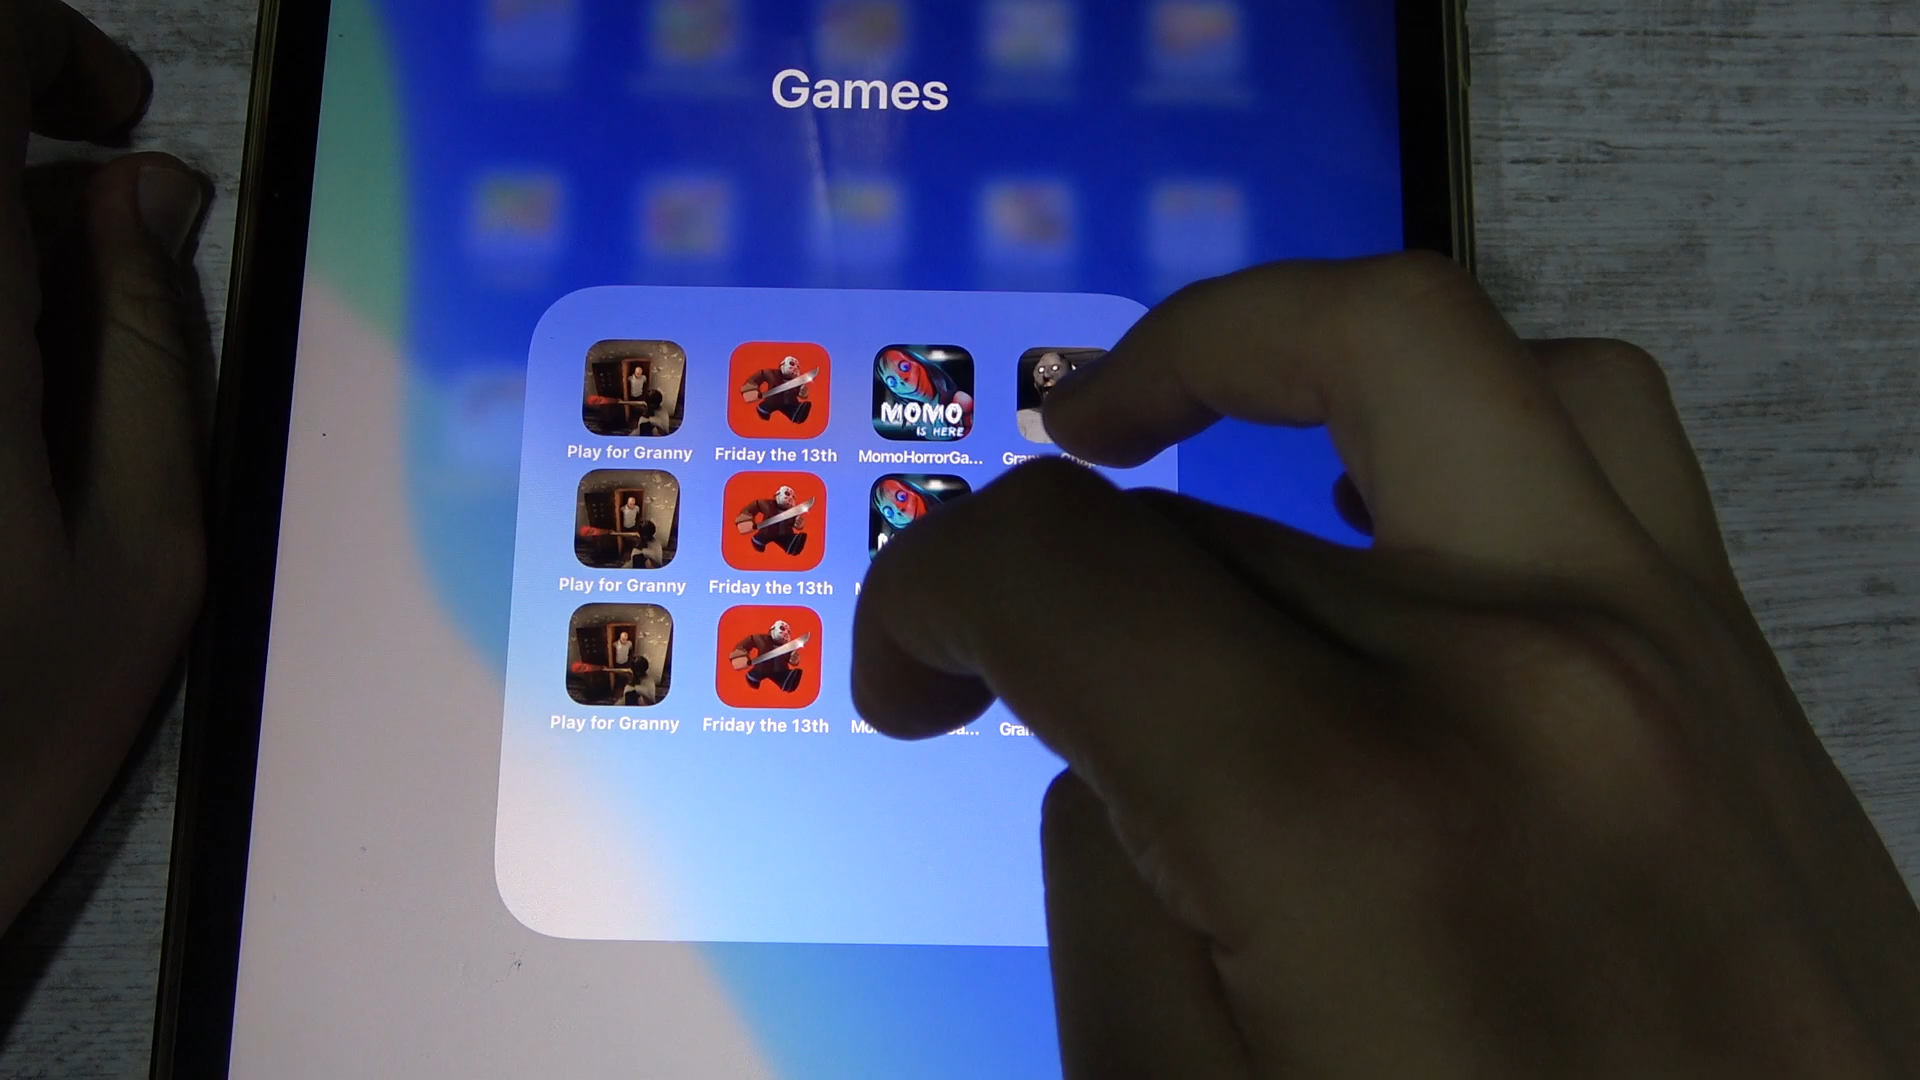 Games
MOMO
IS HERE
Play for Granny
Friday the 13th
MomoHorrorGa...
Play for Granny
Friday the 13th
Play for Granny
Friday the 13th